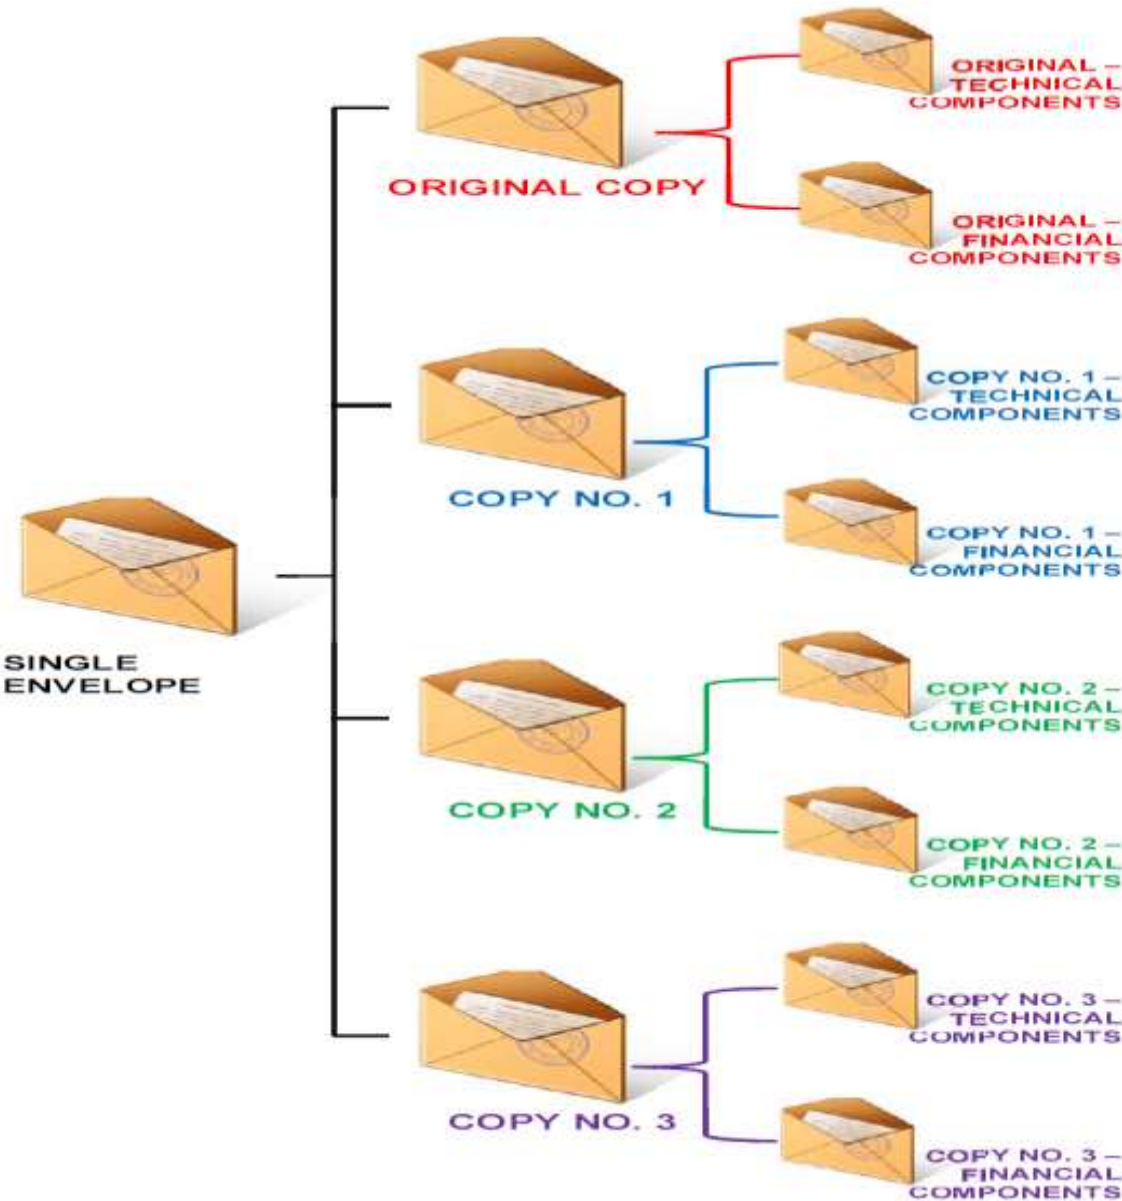 ORIGINAL –
TECHNICAL
COMPONENTS
ORIGINAL COPY
ORIGINAL –
FINANCIAL
COMPONENTS
COPY NO. 1 –
TECHNICAL
COMPONENTS
COPY NO. 1
COPY NO. 1 –
FINANCIAL
COMPONENTS
SINGLE
ENVELOPE
COPY NO. 2 –
TECHNICAL
COMPONENTS
COPY NO. 2
COPY NO. 2 –
FINANCIAL
COMPONENTS
COPY NO. 3 –
TECHNICAL
COMPONENTS
COPY NO. 3
COPY NO. 3 –
FINANCIAL
COMPONENTS